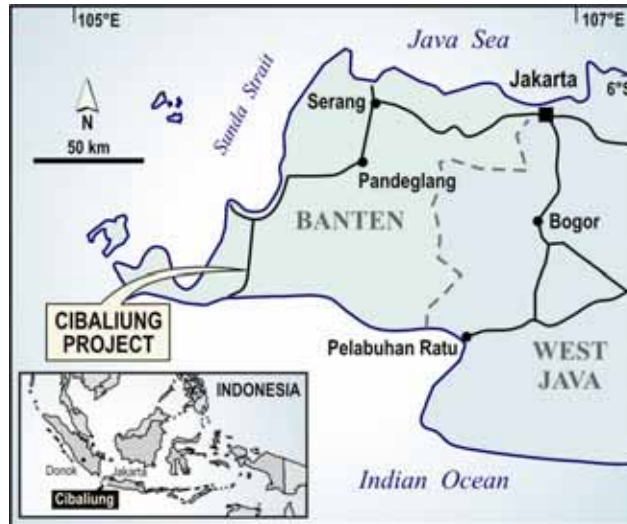 105°E
107°E
Java Sea
Jakarta
6°S
Serang
Sunda Strait
N
50 km
Pandeglang
BANTEN
Bogor
CIBALIUNG
PROJECT
Pelabuhan Ratu
WEST
JAVA
INDONESIA
Donok
Jakarta
Cibaliung
Indian Ocean